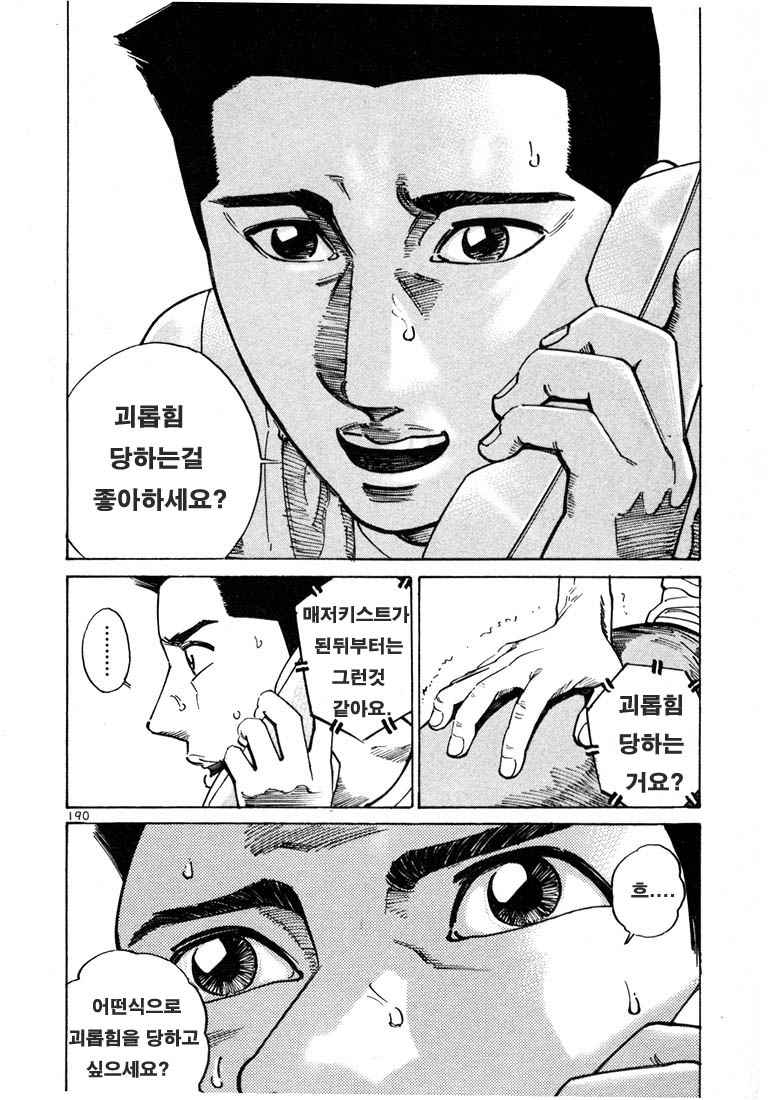 괴롭힘
당하는걸
좋아하세요?
괴롭힘
당하는
거요?
매저키스트가
된뒤부터는
그런것
같아요.
………
190
흐....
어떤식으로
괴롭힘을 당하고
싶으세요?